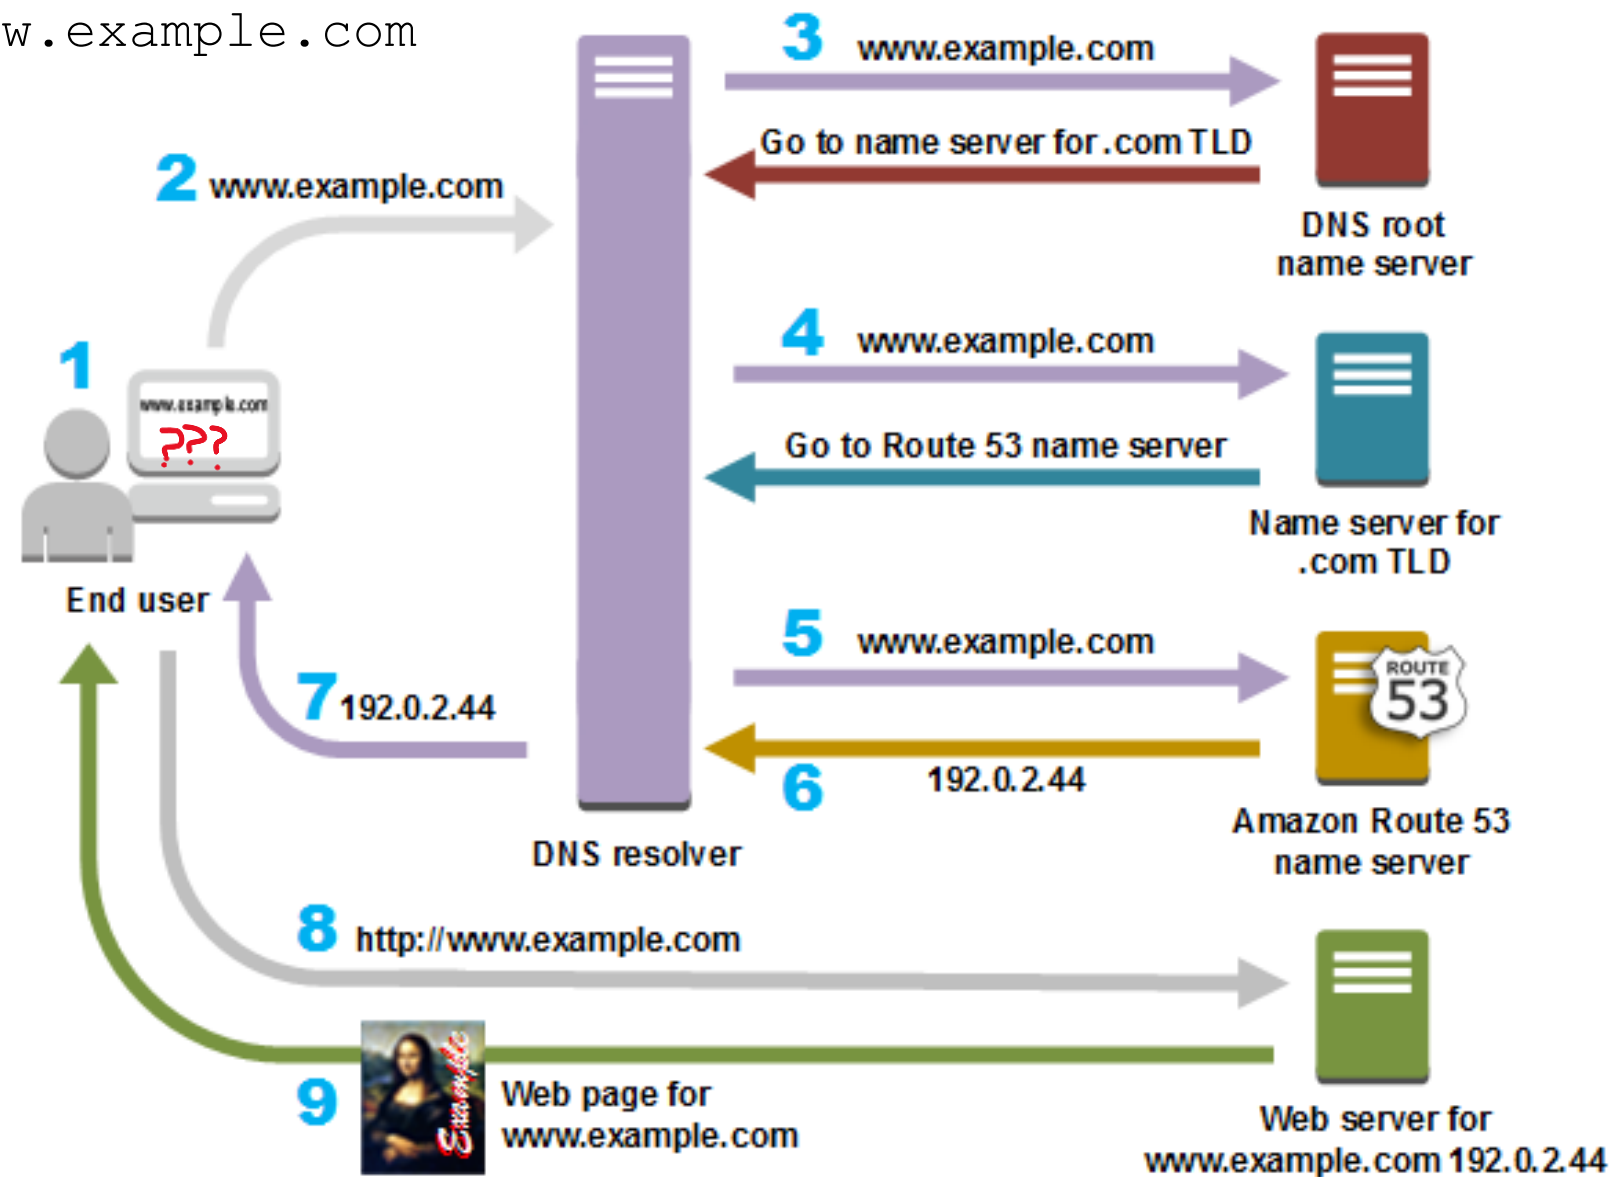 w.example.com
3 www.example.com
Go to name server for .com TLD
DNS root
name server
2 www.example.com
1
www.example.com
???
End user
4 www.example.com
Go to Route 53 name server
Name server for
.com TLD
5 www.example.com
ROUTE
53
6
192.0.2.44
Amazon Route 53
name server
7 192.0.2.44
DNS resolver
8 http://www.example.com
9
Example
Web page for
www.example.com
Web server for
www.example.com 192.0.2.44